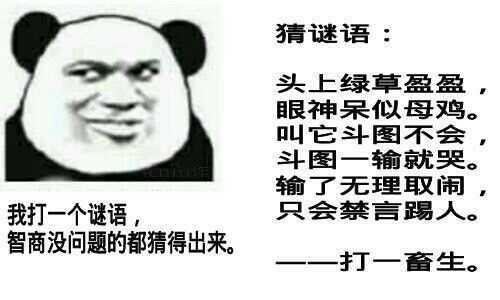 我打一个谜语，
智商没问题的都猜得出来。
猜谜语：
头上绿草盈盈，
眼神呆似母鸡。
叫它斗图不会，
斗图一输就哭。
输了无理取闹，
只会禁言踢人。
——打一畜生。